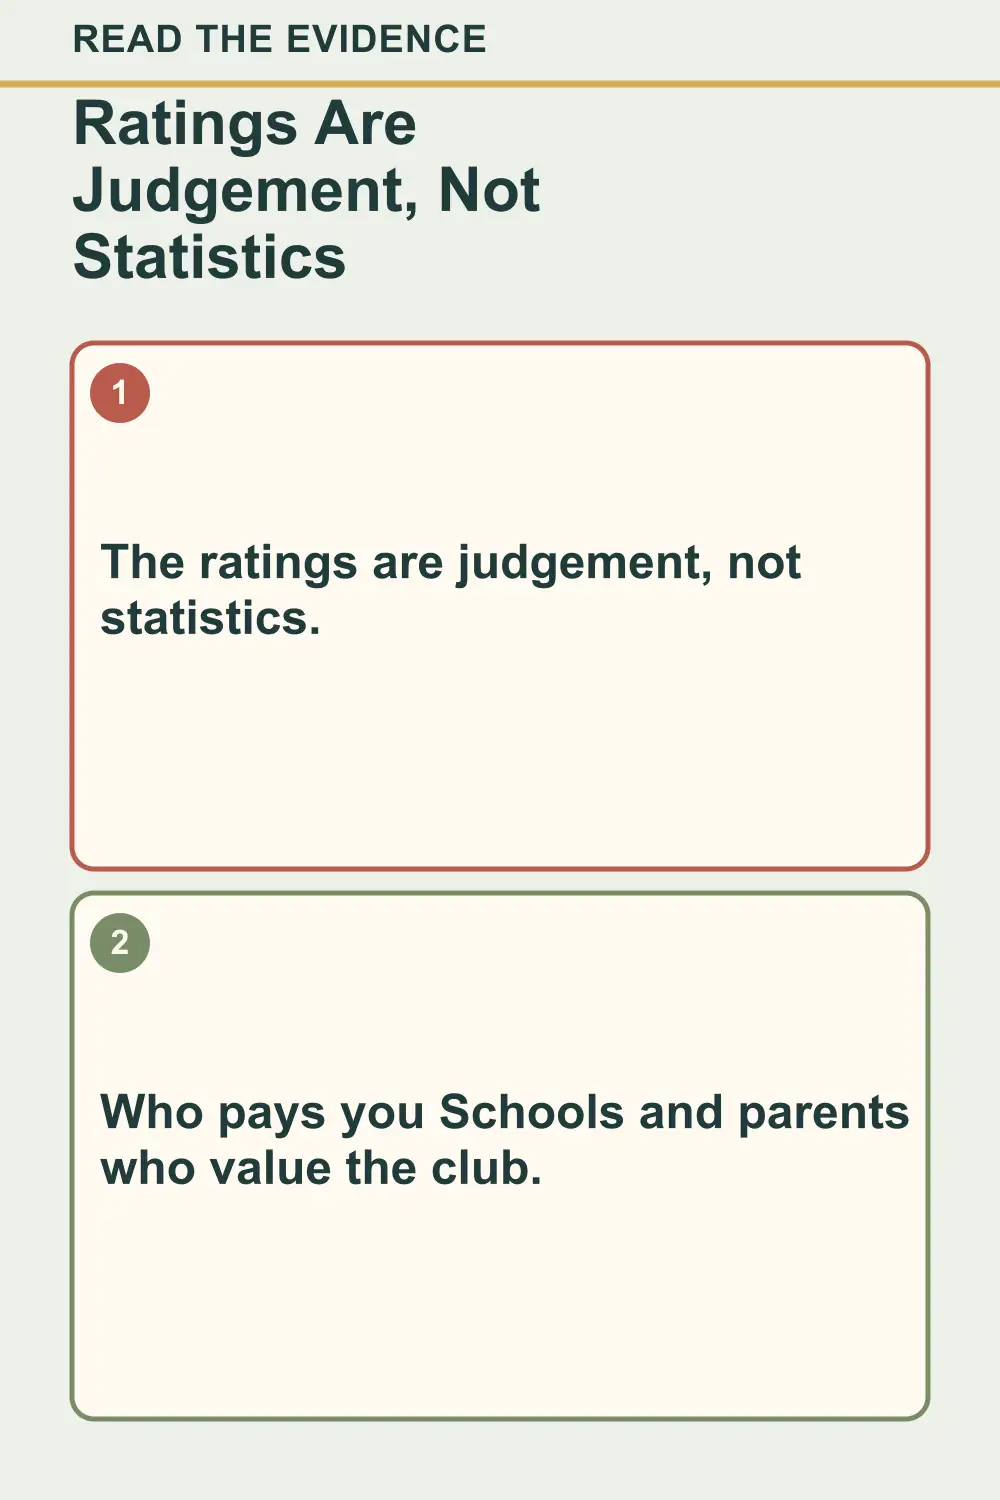 READ THE EVIDENCE
Ratings Are
Judgement, Not
Statistics
1
The ratings are judgement, not
statistics.
2
Who pays you Schools and parents
who value the club.